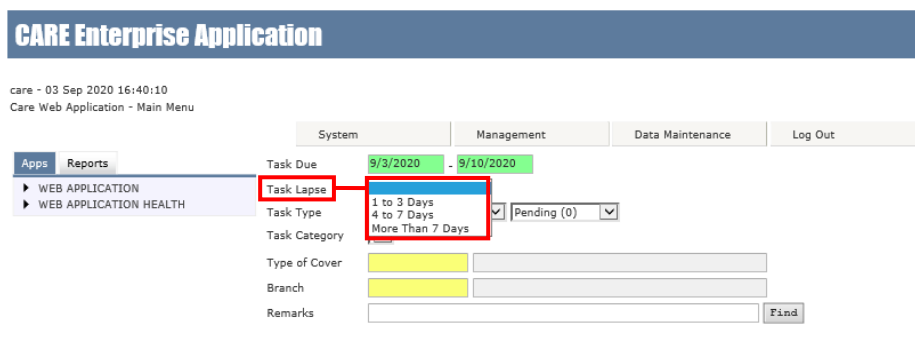 CARE Enterprise Application
care - 03 Sep 2020 16:40:10
Care Web Application - Main Menu
System Management Data Maintenance Log Out
Apps Reports
WEB APPLICATION
WEB APPLICATION HEALTH
Task Due 9/3/2020 - 9/10/2020
Task Lapse
1 to 3 Days
4 to 7 Days
More Than 7 Days
Task Type Pending (0)
Task Category
Type of Cover
Branch
Remarks Find